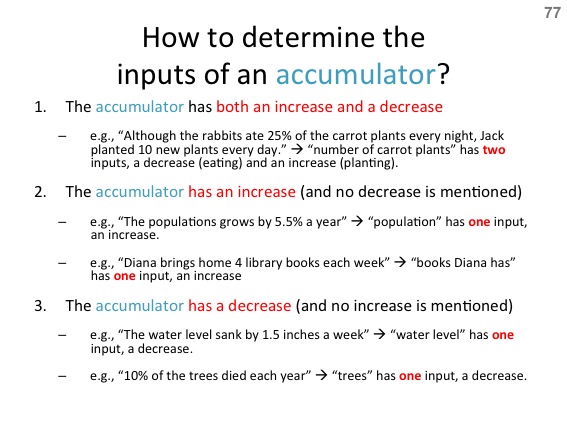 77
How to determine the
inputs of an accumulator?
1. The accumulator has both an increase and a decrease
– e.g., “Although the rabbits ate 25% of the carrot plants every night, Jack
planted 10 new plants every day.” → “number of carrot plants” has two
inputs, a decrease (eating) and an increase (planting).
2. The accumulator has an increase (and no decrease is mentioned)
– e.g., “The populations grows by 5.5% a year” → “population” has one input,
an increase.
– e.g., “Diana brings home 4 library books each week” → “books Diana has”
has one input, an increase
3. The accumulator has a decrease (and no increase is mentioned)
– e.g., “The water level sank by 1.5 inches a week” → “water level” has one
input, a decrease.
– e.g., “10% of the trees died each year” → “trees” has one input, a decrease.